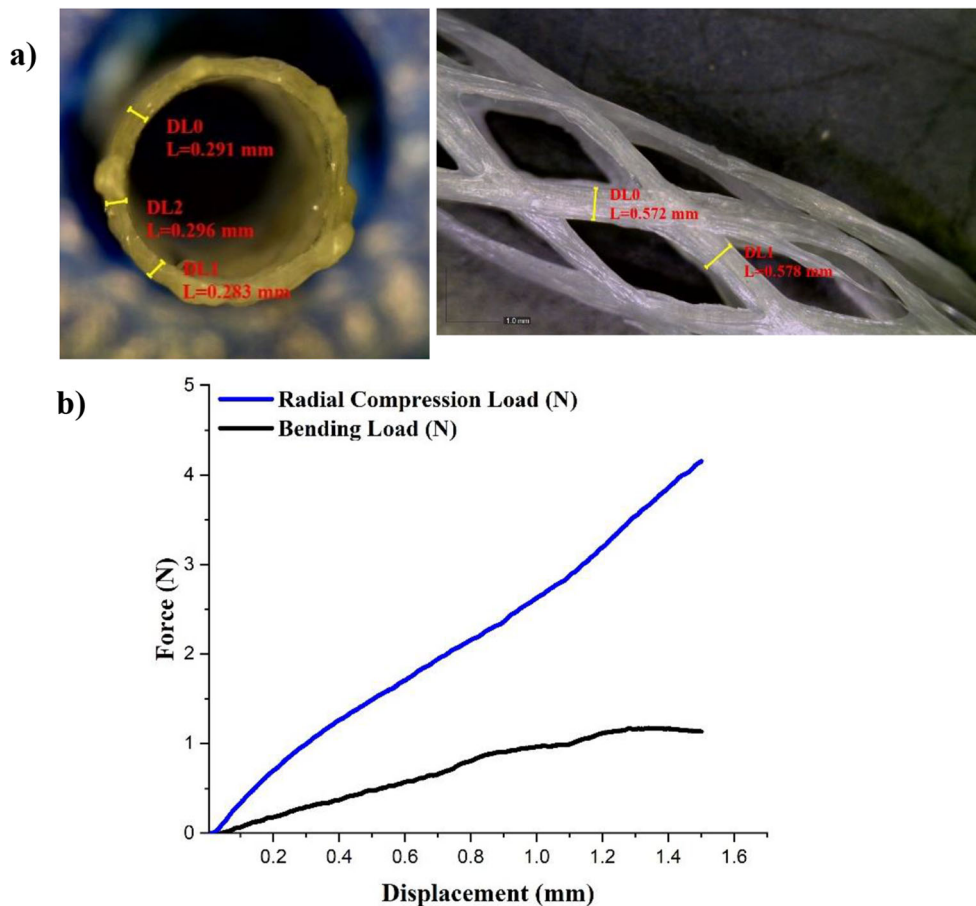 a)
DL0
L=0.291 mm
DL2
L=0.296 mm
DL1
L=0.283 mm
DL0
L=0.572 mm
DL1
L=0.578 mm
1.0 mm
b)
Radial Compression Load (N)
Bending Load (N)
5
4
3
2
1
0
Force (N)
0.2 0.4 0.6 0.8 1.0 1.2 1.4 1.6
Displacement (mm)